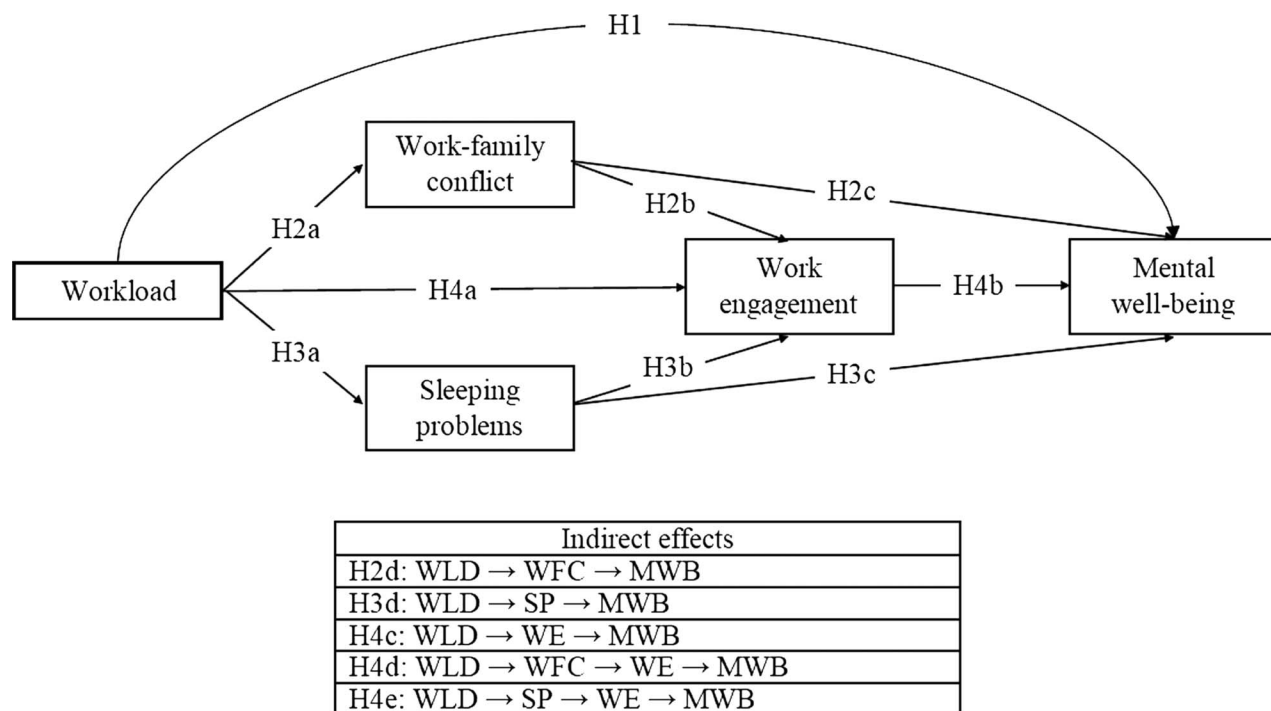 H1
Work-family
conflict
H2c
H2b
H2a
Work
engagement
Mental
well-being
Workload
H4a
H4b
H3a
H3b
H3c
Sleeping
problems
Indirect effects
H2d: WLD → WFC → MWB
H3d: WLD → SP → MWB
H4c: WLD → WE → MWB
H4d: WLD → WFC → WE → MWB
H4e: WLD → SP → WE → MWB